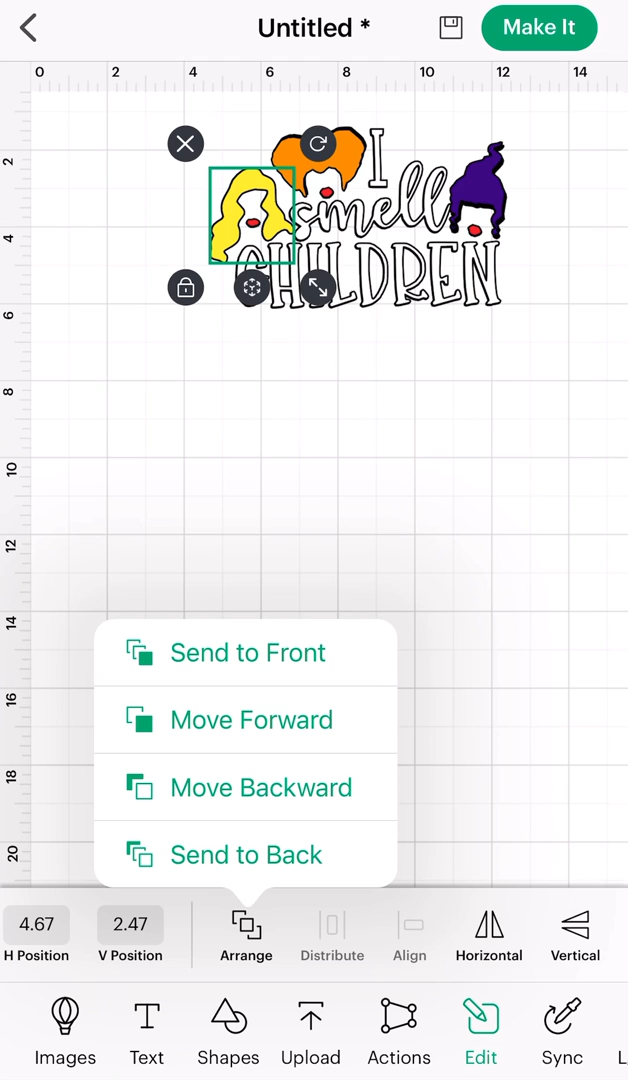 Untitled *
Make It
0 2 4 6 8 10 12 14
2
4
6
8
10
12
14
16
18
20
I
smell
CHILDREN
Send to Front
Move Forward
Move Backward
Send to Back
4.67 2.47
H Position V Position Arrange Distribute Align Horizontal Vertical
Images Text Shapes Upload Actions Edit Sync L